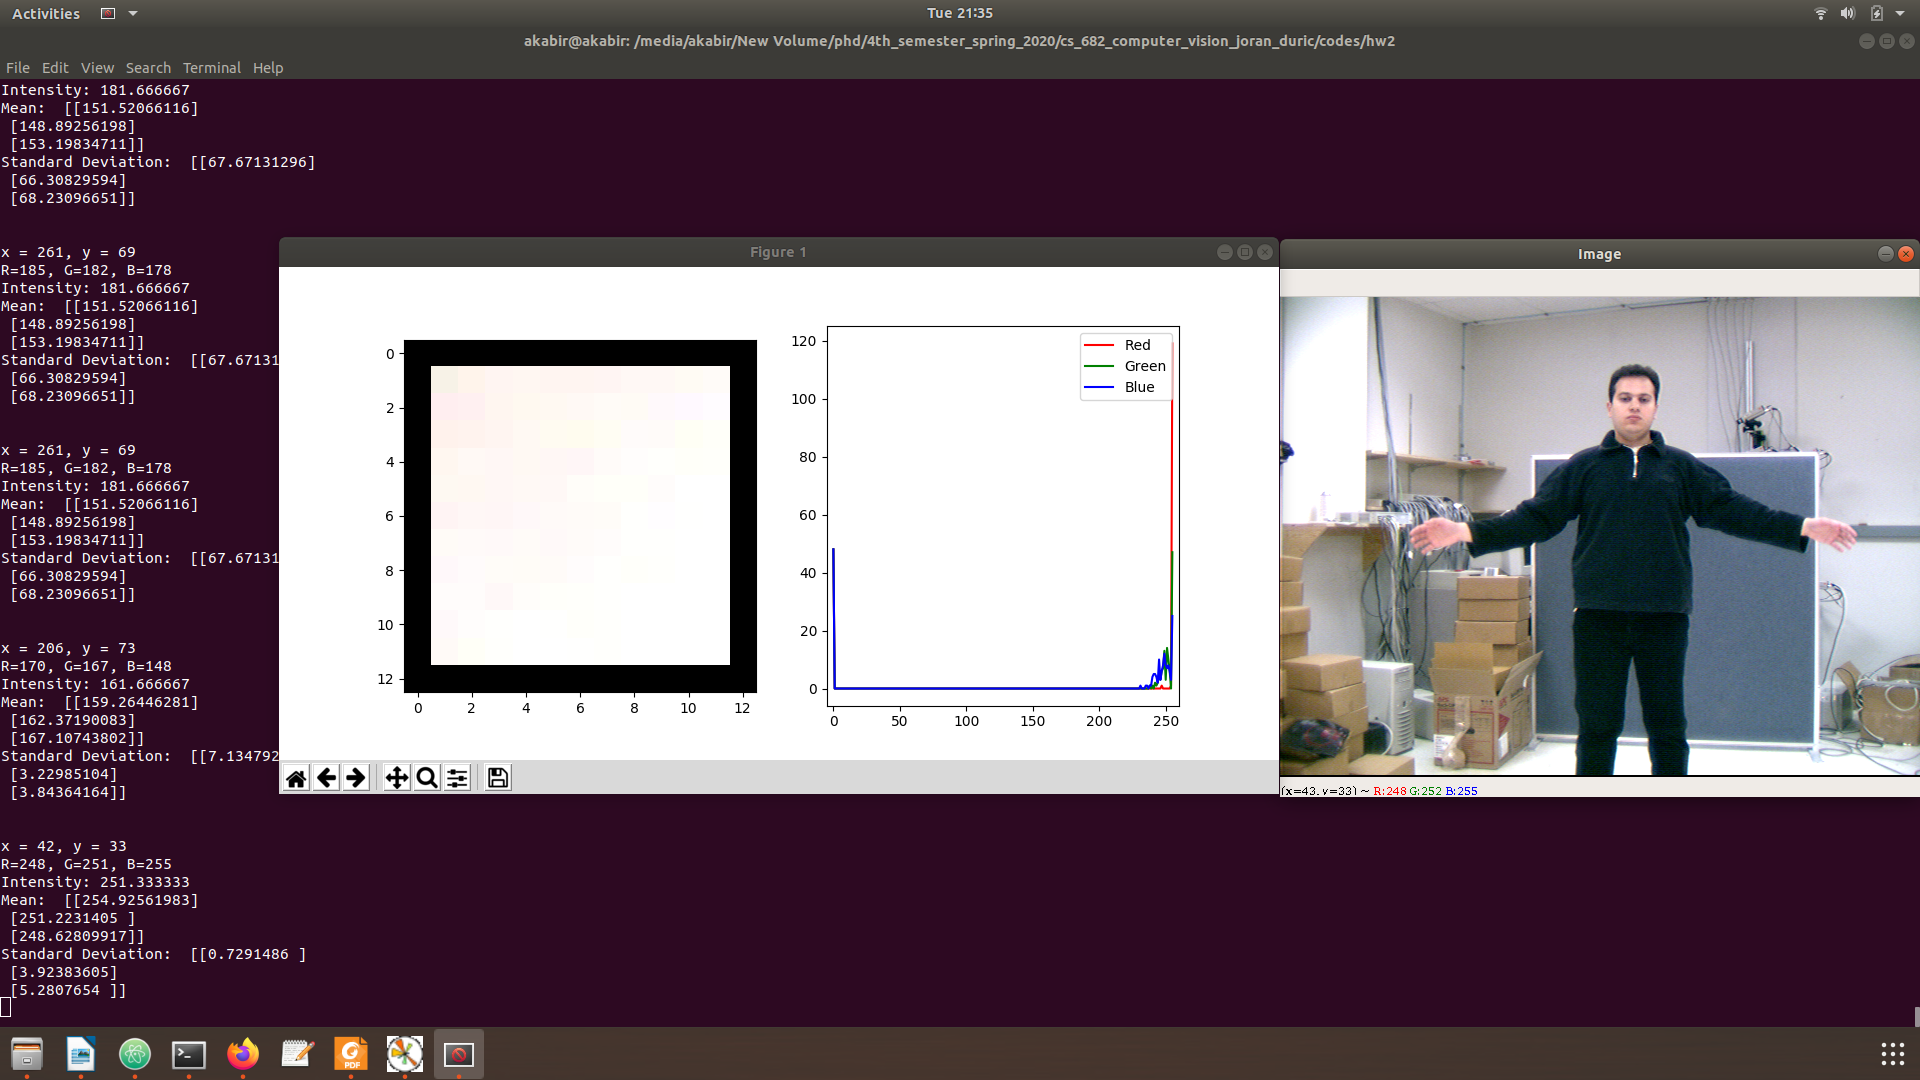 Activities
Tue 21:35
akabir@akabir: /media/akabir/New Volume/phd/4th_semester_spring_2020/cs_682_computer_vision_joran_duric/codes/hw2
File Edit View Search Terminal Help
Intensity: 181.666667
Mean:  [[151.52066116]
 [148.89256198]
 [153.19834711]]
Standard Deviation:  [[67.67131296]
 [66.30829594]
 [68.23096651]]
x = 261, y = 69
R=185, G=182, B=178
Intensity: 181.666667
Mean:  [[151.52066116]
 [148.89256198]
 [153.19834711]]
Standard Deviation:  [[67.67131
 [66.30829594]
 [68.23096651]]
x = 261, y = 69
R=185, G=182, B=178
Intensity: 181.666667
Mean:  [[151.52066116]
 [148.89256198]
 [153.19834711]]
Standard Deviation:  [[67.67131
 [66.30829594]
 [68.23096651]]
x = 206, y = 73
R=170, G=167, B=148
Intensity: 161.666667
Mean:  [[159.26446281]
 [162.37190083]
 [167.10743802]]
Standard Deviation:  [[7.134792
 [3.22985104]
 [3.84364164]]
x = 42, y = 33
R=248, G=251, B=255
Intensity: 251.333333
Mean:  [[254.92561983]
 [251.2231405 ]
 [248.62809917]]
Standard Deviation:  [[0.7291486 ]
 [3.92383605]
 [5.2807654 ]]
Figure 1
0
2
4
6
8
10
12
0 2 4 6 8 10 12
120
100
80
60
40
20
0
0 50 100 150 200 250
Red
Green
Blue
Image
(x=43, y=33) ~ R:248 G:252 B:255
PDF